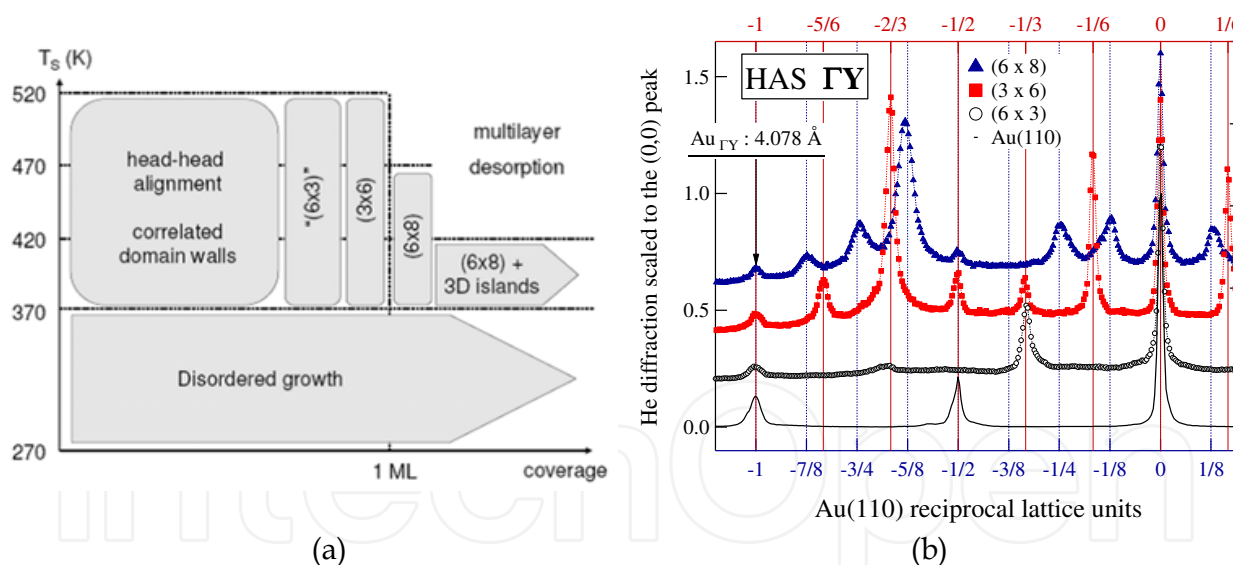 T_S (K)
520
470
420
370
270
head-head
alignment
correlated
domain walls
"(6x3)"
(3x6)
(6x8)
multilayer
desorption
(6x8) +
3D islands
Disordered growth
1 ML
coverage
(a)
-1 -5/6 -2/3 -1/2 -1/3 -1/6 0
HAS ΓY
Au ΓY : 4.078 Å
(6 x 8)
(3 x 6)
(6 x 3)
- Au(110)
He diffraction scaled to the (0,0) peak
1.5
1.0
0.5
0.0
-1 -7/8 -3/4 -5/8 -1/2 -3/8 -1/4 -1/8 0 1/8
Au(110) reciprocal lattice units
(b)
InTechOpen